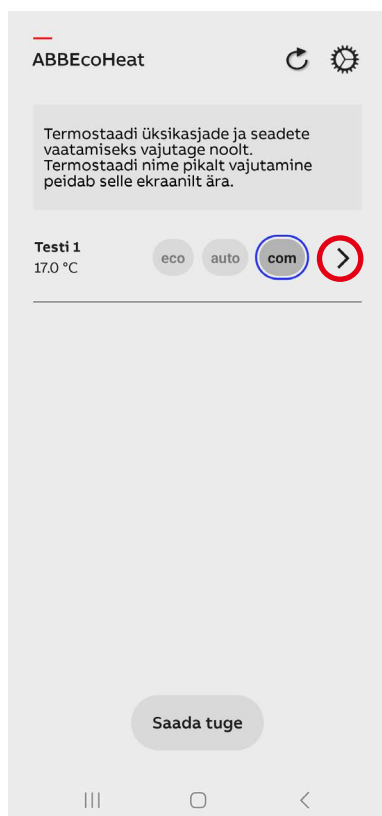 ABBEcoHeat
Termostaadi üksikasjade ja seadete
vaatamiseks vajutage noolt.
Termostaadi nime pikalt vajutamine
peidab selle ekraanilt ära.
Testi 1
17.0 °C
eco auto com
Saada tuge